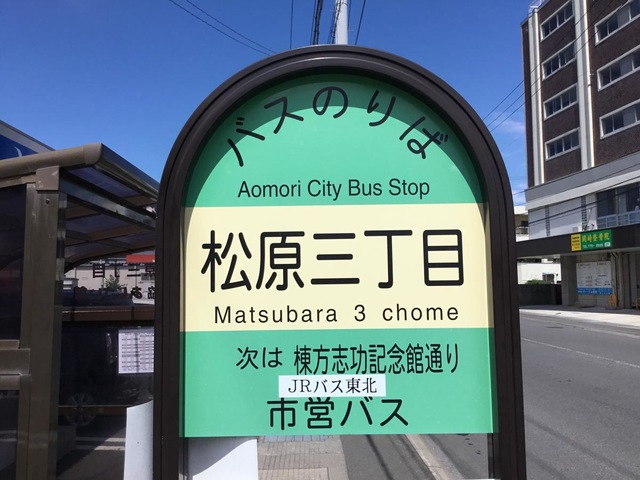 バスのりば
Aomori City Bus Stop
松原三丁目
Matsubara 3 chome
次は 棟方志功記念館通り
JRバス東北
市営バス